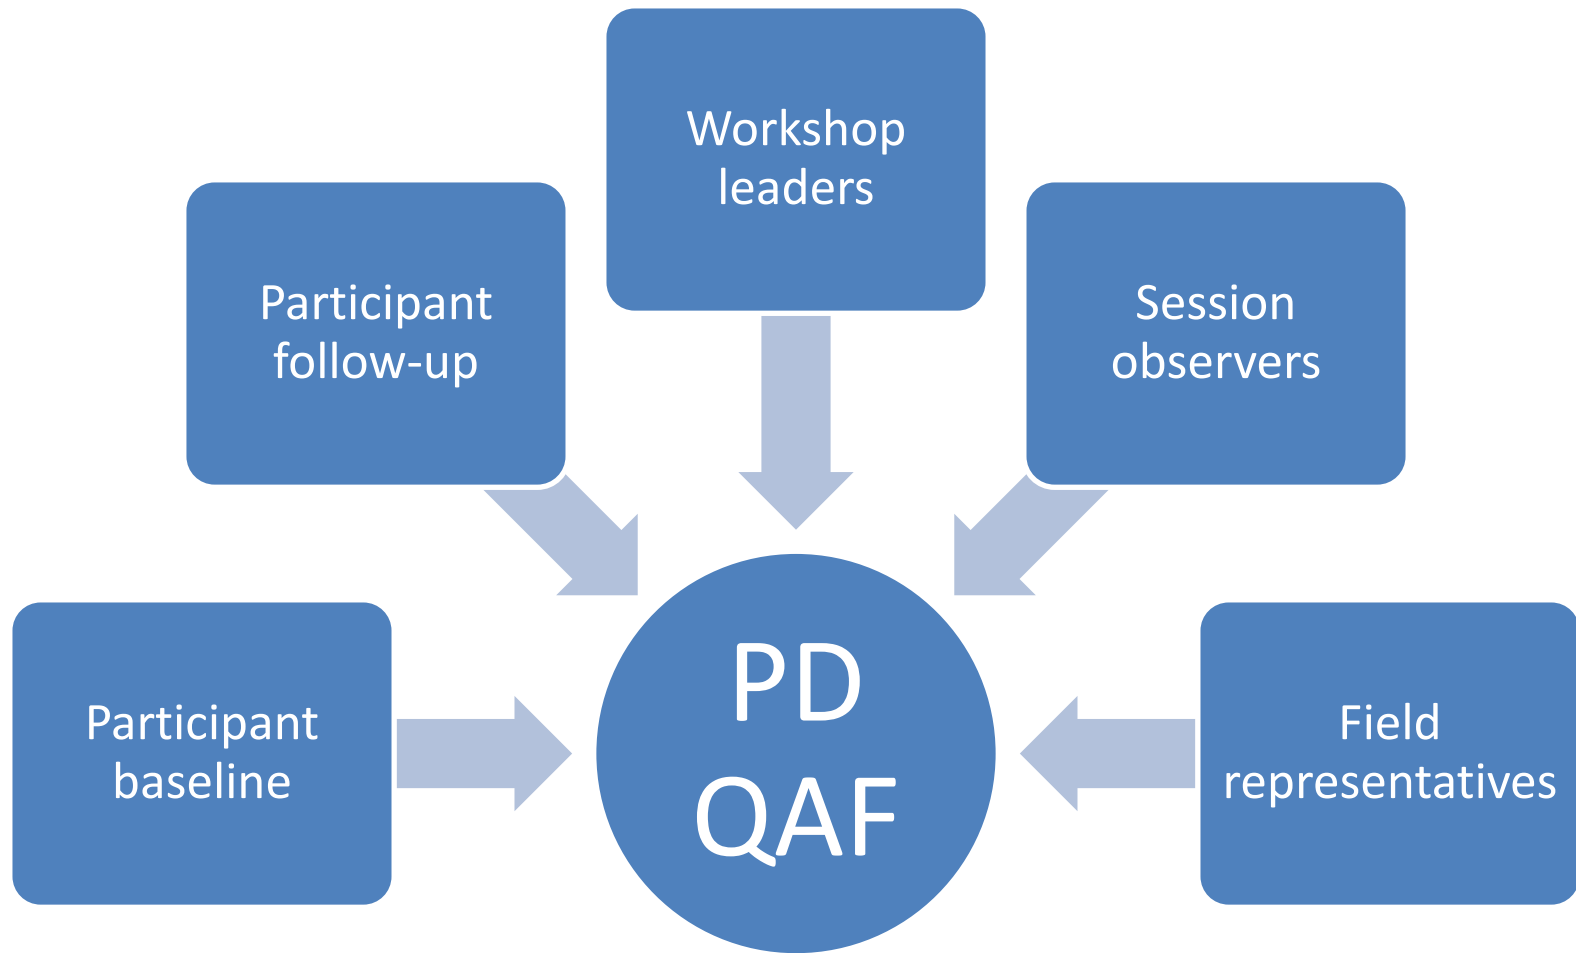 Workshop
leaders
Participant
follow-up
Session
observers
Participant
baseline
PD
QAF
Field
representatives